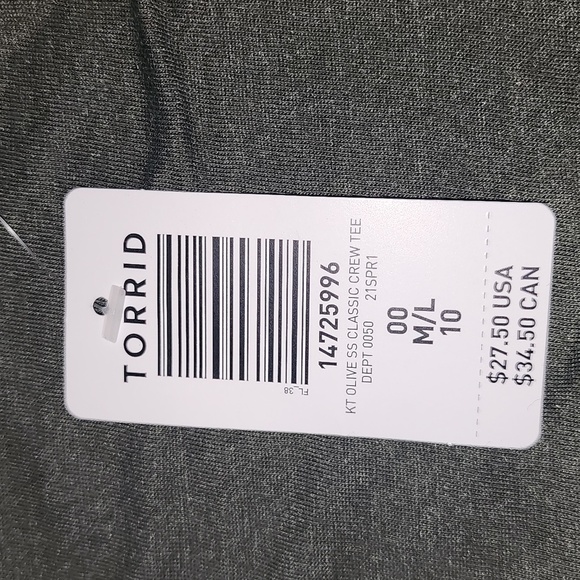 TORRID
FL_38
14725996
KT OLIVE SS CLASSIC CREW TEE
DEPT 0050 21SPR1
00
M/L
10
$27.50 USA
$34.50 CAN